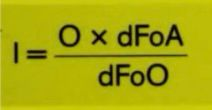 I = O × dFoA
dFoO